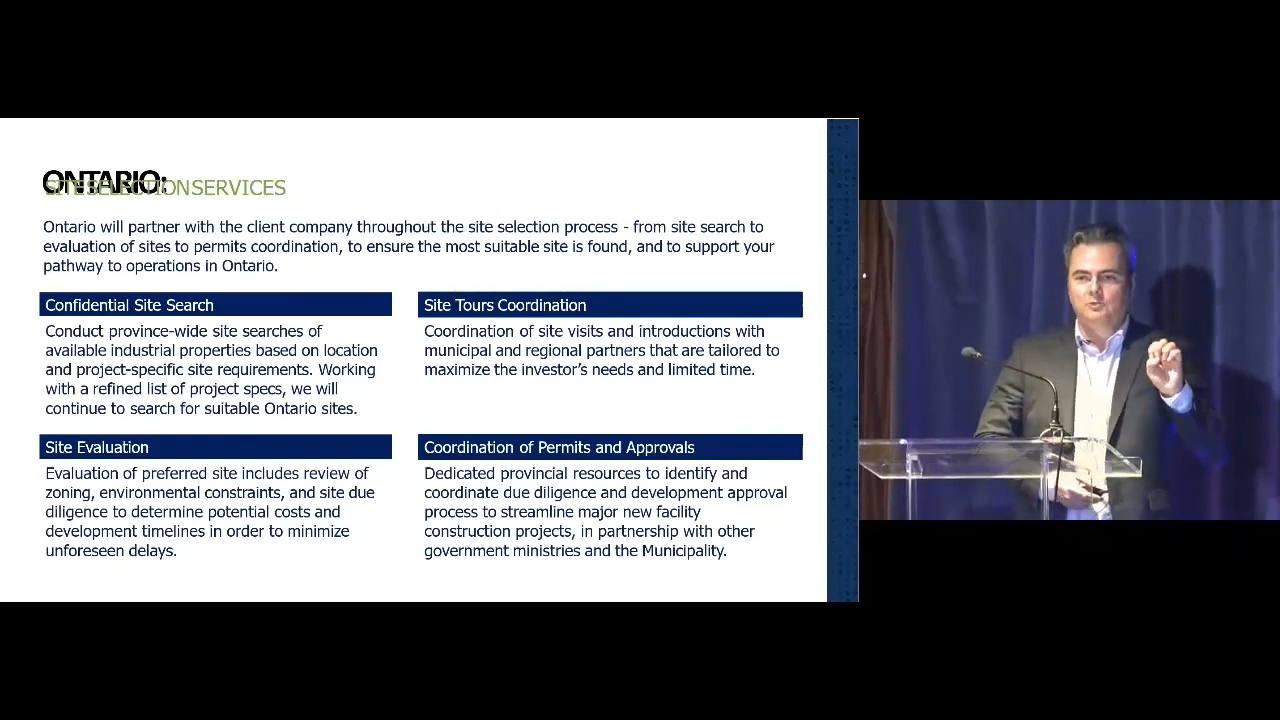 ONTARIO:
SITE SELECTION SERVICES
Ontario will partner with the client company throughout the site selection process - from site search to
evaluation of sites to permits coordination, to ensure the most suitable site is found, and to support your
pathway to operations in Ontario.
Confidential Site Search
Conduct province-wide site searches of
available industrial properties based on location
and project-specific site requirements. Working
with a refined list of project specs, we will
continue to search for suitable Ontario sites.
Site Tours Coordination
Coordination of site visits and introductions with
municipal and regional partners that are tailored to
maximize the investor's needs and limited time.
Site Evaluation
Evaluation of preferred site includes review of
zoning, environmental constraints, and site due
diligence to determine potential costs and
development timelines in order to minimize
unforeseen delays.
Coordination of Permits and Approvals
Dedicated provincial resources to identify and
coordinate due diligence and development approval
process to streamline major new facility
construction projects, in partnership with other
government ministries and the Municipality.